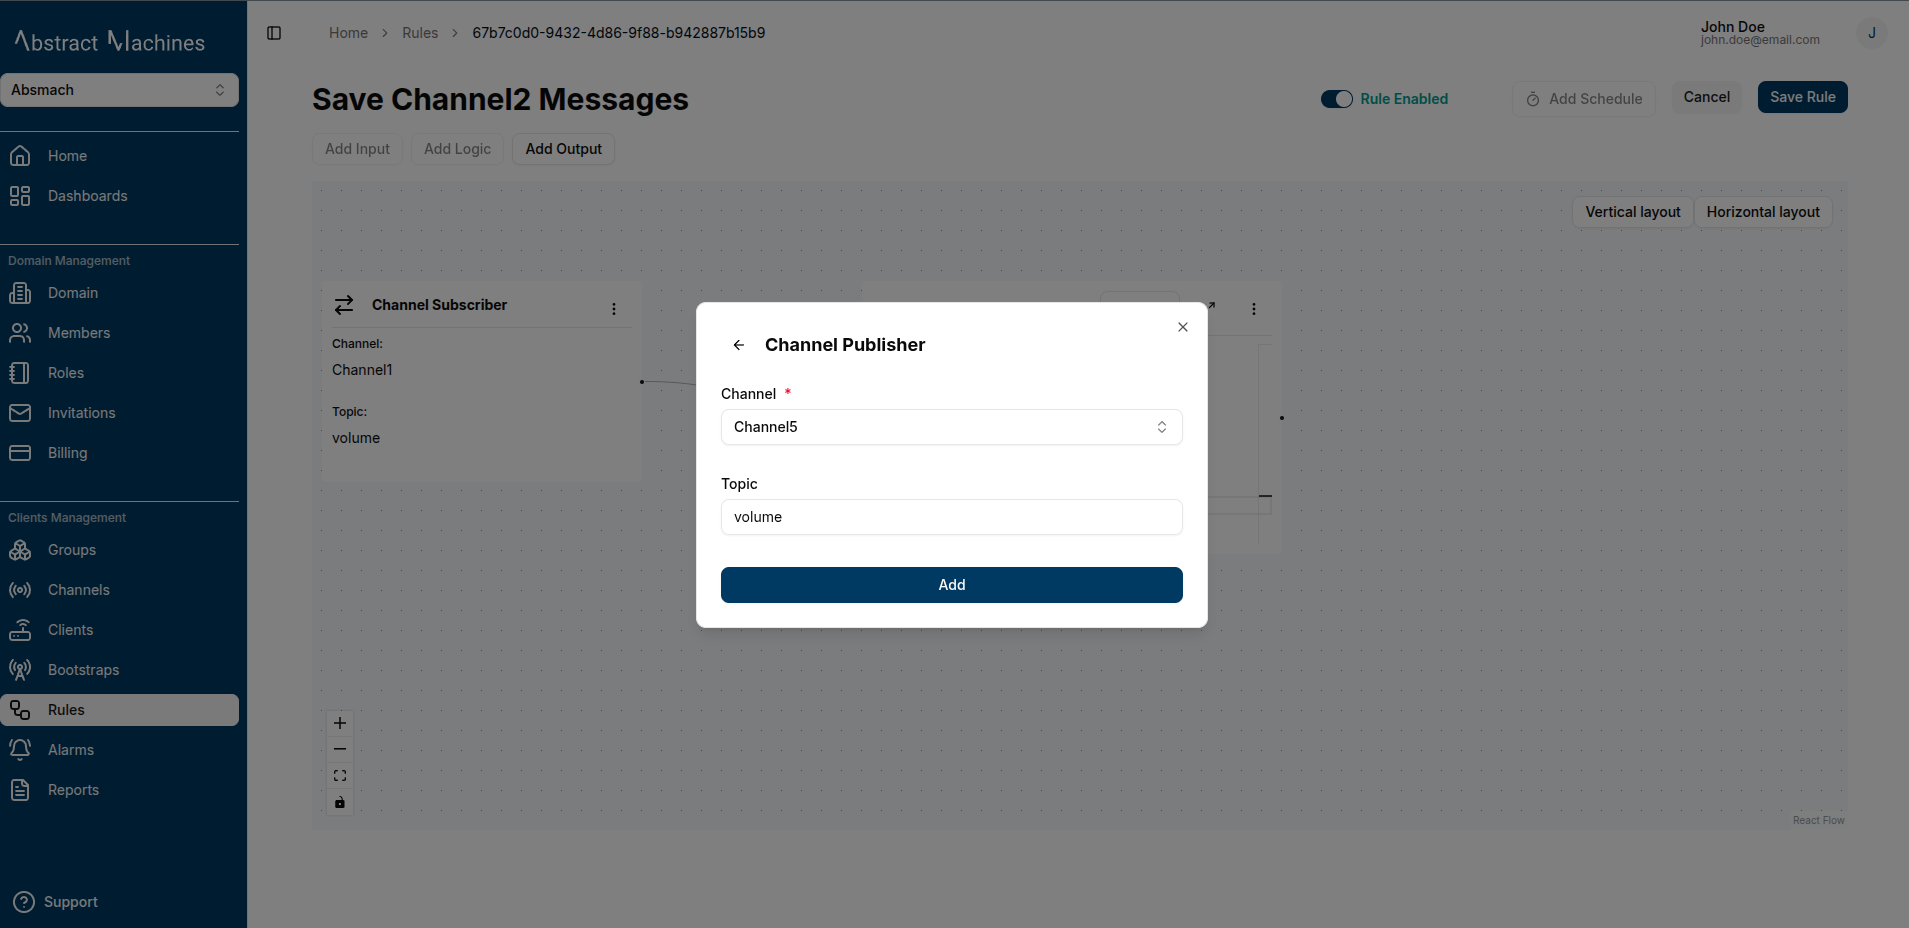 Abstract Machines
Absmach
Home
Dashboards
Domain Management
Domain
Members
Roles
Invitations
Billing
Clients Management
Groups
Channels
Clients
Bootstraps
Rules
Alarms
Reports
Support
Home > Rules > 67b7c0d0-9432-4d86-9f88-b942887b15b9
John Doe
john.doe@email.com
J
Save Channel2 Messages
Rule Enabled
Add Schedule
Cancel
Save Rule
Add Input
Add Logic
Add Output
Vertical layout
Horizontal layout
Channel Subscriber
Channel:
Channel1
Topic:
volume
Channel Publisher
Channel *
Channel5
Topic
volume
Add
React Flow